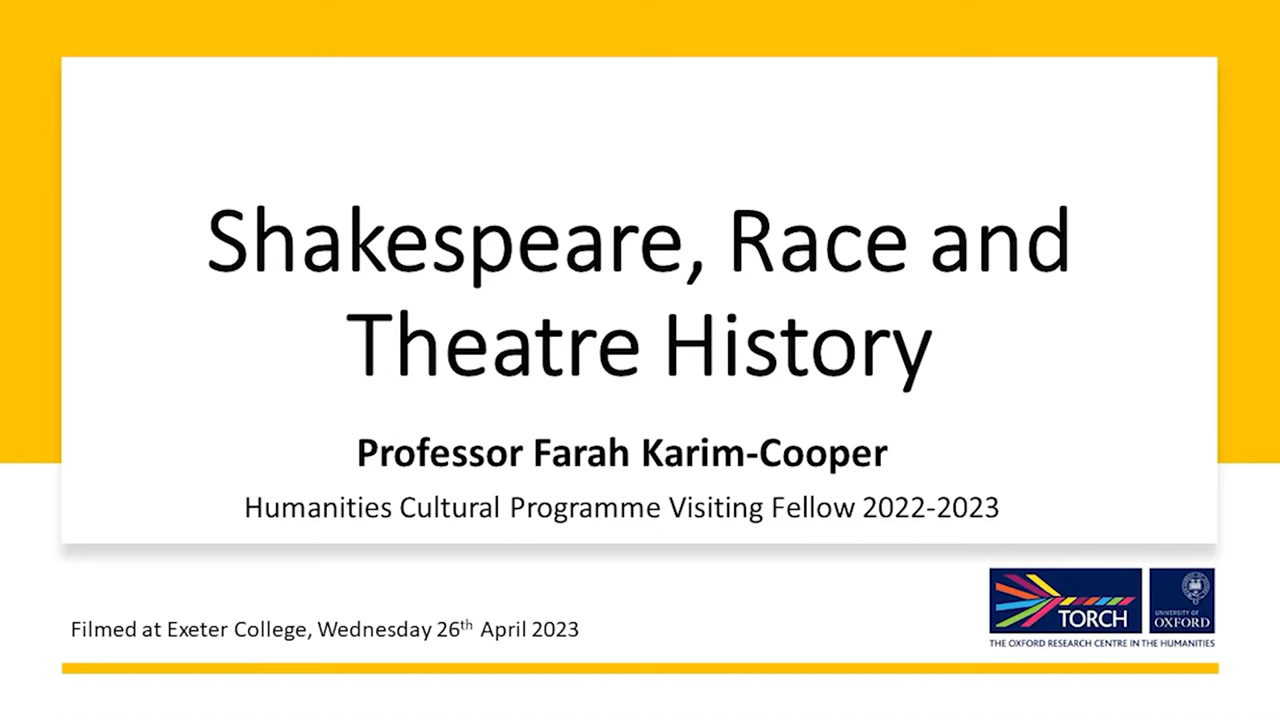 Shakespeare, Race and
Theatre History
Professor Farah Karim-Cooper
Humanities Cultural Programme Visiting Fellow 2022-2023
Filmed at Exeter College, Wednesday 26th April 2023
TORCH
UNIVERSITY OF
OXFORD
THE OXFORD RESEARCH CENTRE IN THE HUMANITIES